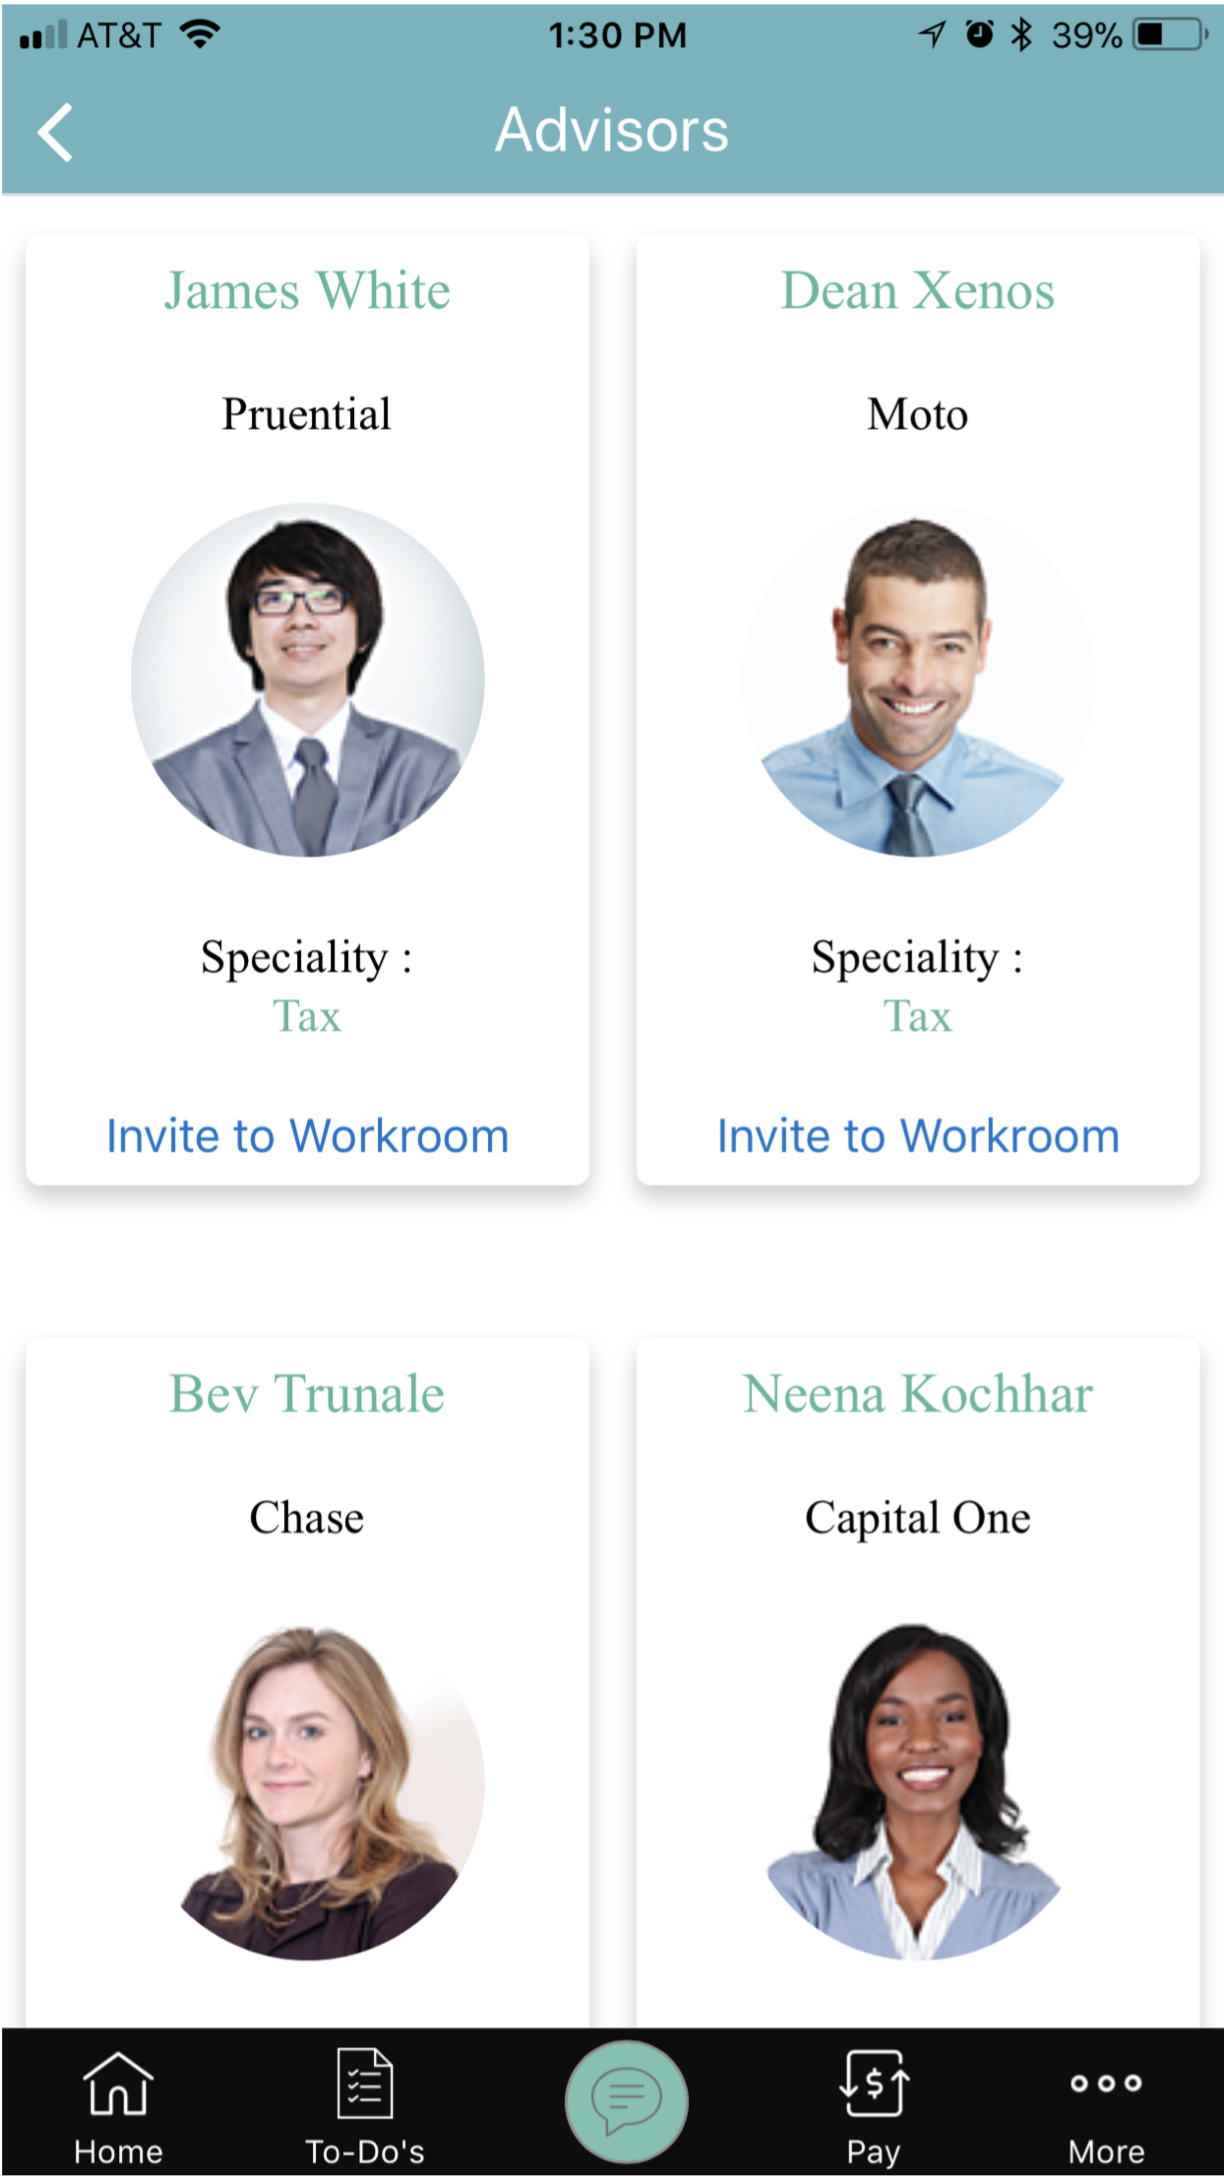 AT&T 1:30 PM 39%
Advisors
James White
Pruential
Speciality :
Tax
Invite to Workroom
Dean Xenos
Moto
Speciality :
Tax
Invite to Workroom
Bev Trunale
Chase
Neena Kochhar
Capital One
Home To-Do's Pay More